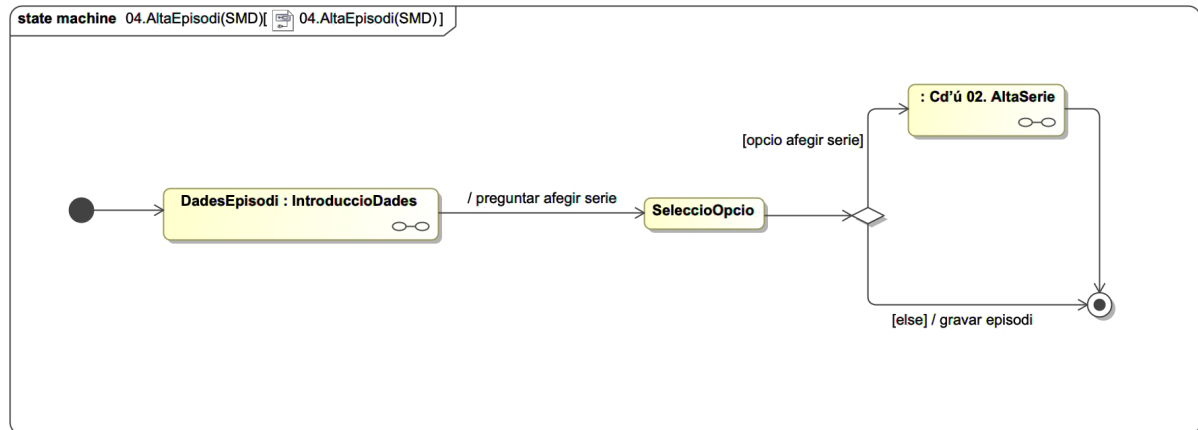 state machine 04.AltaEpisodi(SMD)[ 04.AltaEpisodi(SMD) ]
: Cd'ú 02. AltaSerie
[opcio afegir serie]
DadesEpisodi : IntroduccioDades
/ preguntar afegir serie
SeleccioOpcio
[else] / gravar episodi